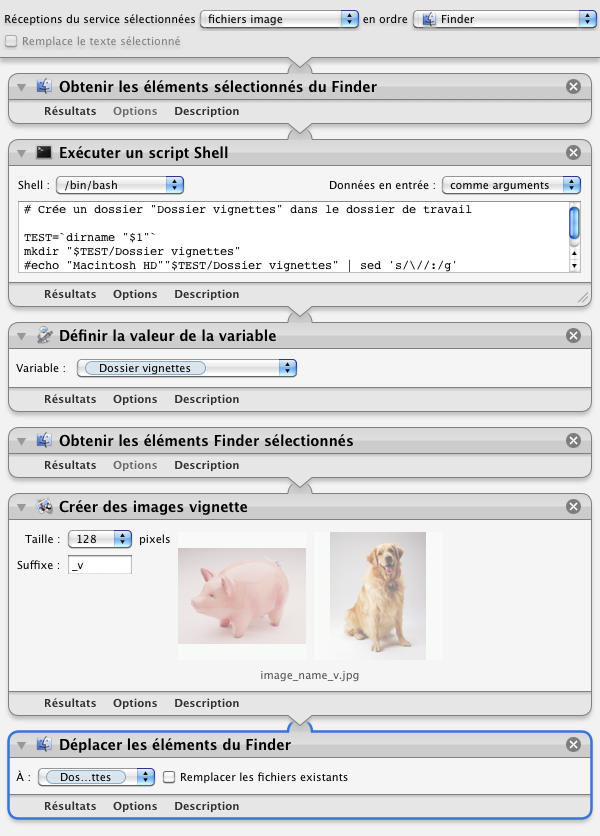 Réceptions du service sélectionnées fichiers image en ordre Finder
Remplace le texte sélectionné
Obtenir les éléments sélectionnés du Finder
Résultats Options Description
Exécuter un script Shell
Shell : /bin/bash Données en entrée : comme arguments
# Crée un dossier "Dossier vignettes" dans le dossier de travail
TEST=`dirname "$1"`
mkdir "$TEST/Dossier vignettes"
#echo "Macintosh HD""$TEST/Dossier vignettes" | sed 's/\//:/g'
Résultats Options Description
Définir la valeur de la variable
Variable : Dossier vignettes
Résultats Options Description
Obtenir les éléments Finder sélectionnés
Résultats Options Description
Créer des images vignette
Taille : 128 pixels
Suffixe : _v
image_name_v.jpg
Résultats Options Description
Déplacer les éléments du Finder
À : Dos...ttes Remplacer les fichiers existants
Résultats Options Description